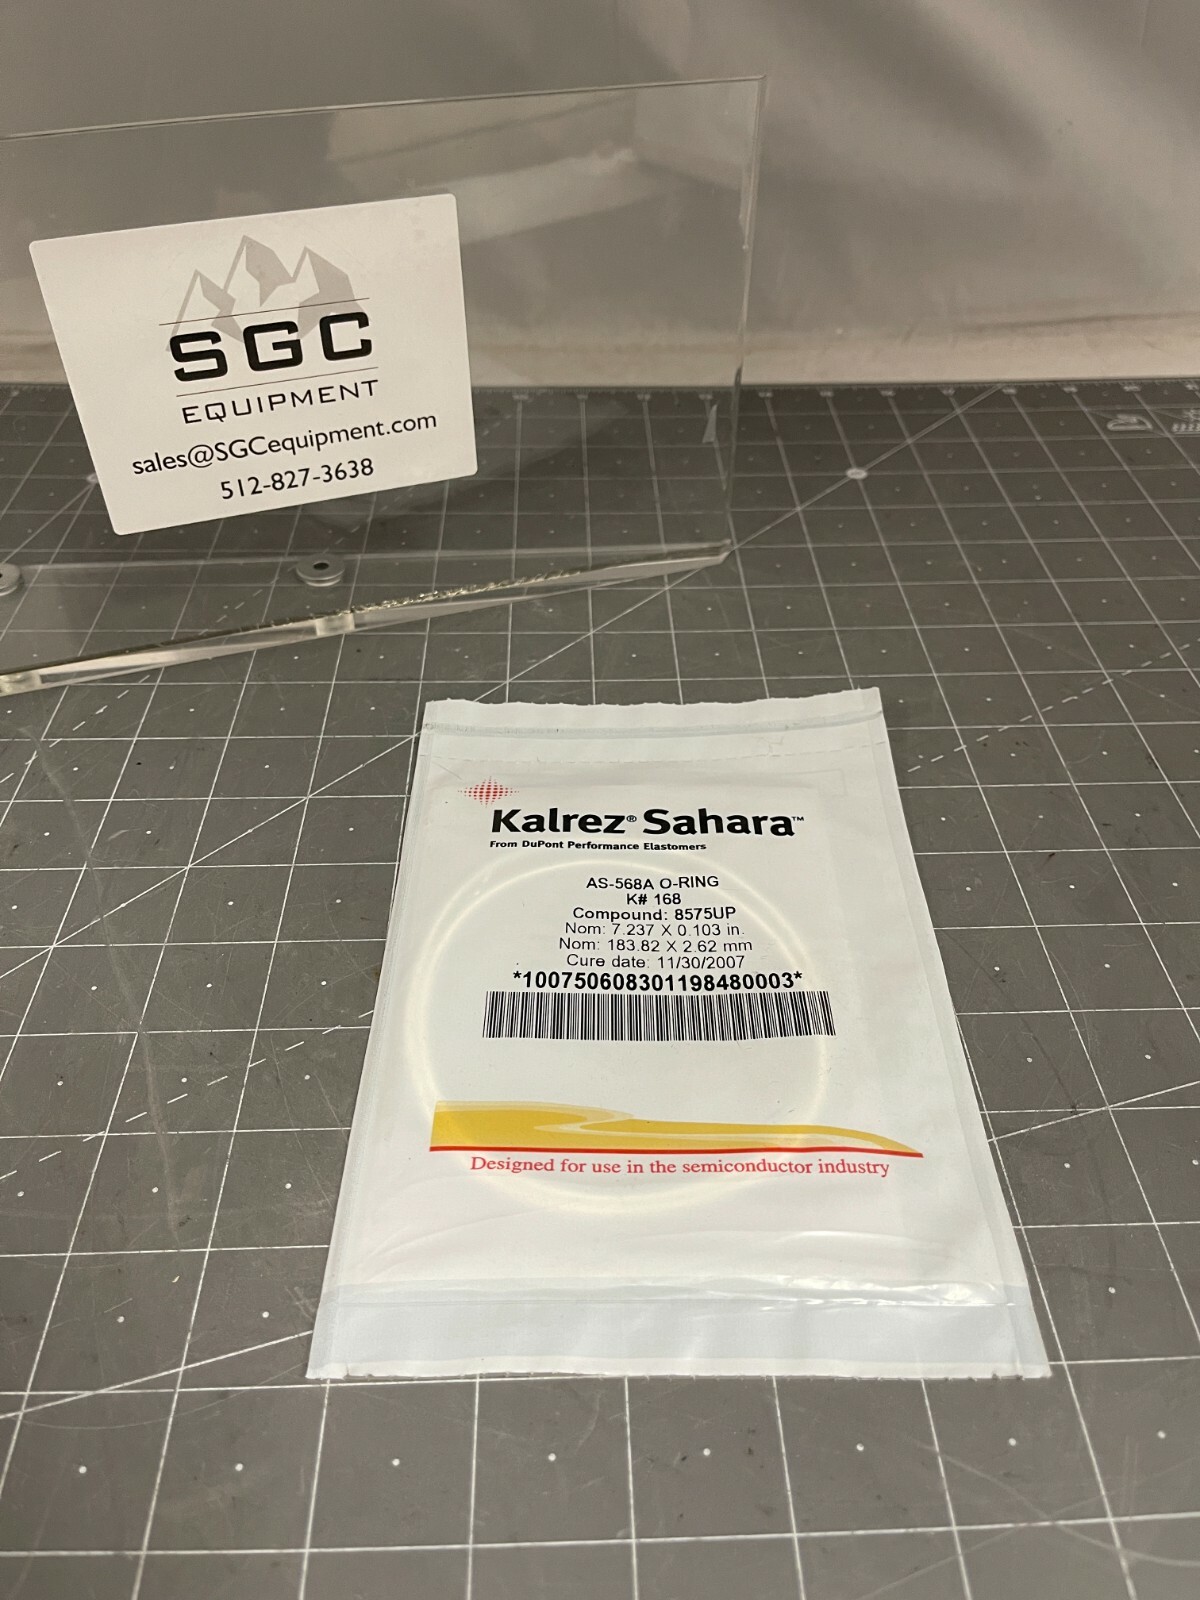 SGC
EQUIPMENT
sales@SGCequipment.com
512-827-3638
Kalrez® Sahara™
From DuPont Performance Elastomers
AS-568A O-RING
K# 168
Compound: 8575UP
Nom: 7.237 X 0.103 in.
Nom: 183.82 X 2.62 mm
Cure date: 11/30/2007
*100750608301198480003*
Designed for use in the semiconductor industry